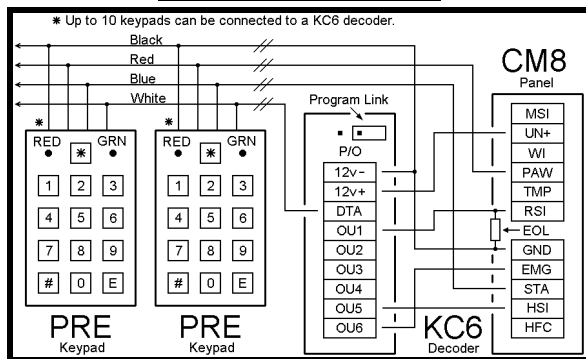 * Up to 10 keypads can be connected to a KC6 decoder.
Black
Red
Blue
White
* *
RED * GRN
1 2 3
4 5 6
7 8 9
# 0 E
PRE
Keypad
RED * GRN
1 2 3
4 5 6
7 8 9
# 0 E
PRE
Keypad
Program Link
P/O
12v-
12v+
DTA
OU1
OU2
OU3
OU4
OU5
OU6
KC6
Decoder
CM8
Panel
MSI
UN+
WI
PAW
TMP
RSI
EOL
GND
EMG
STA
HSI
HFC